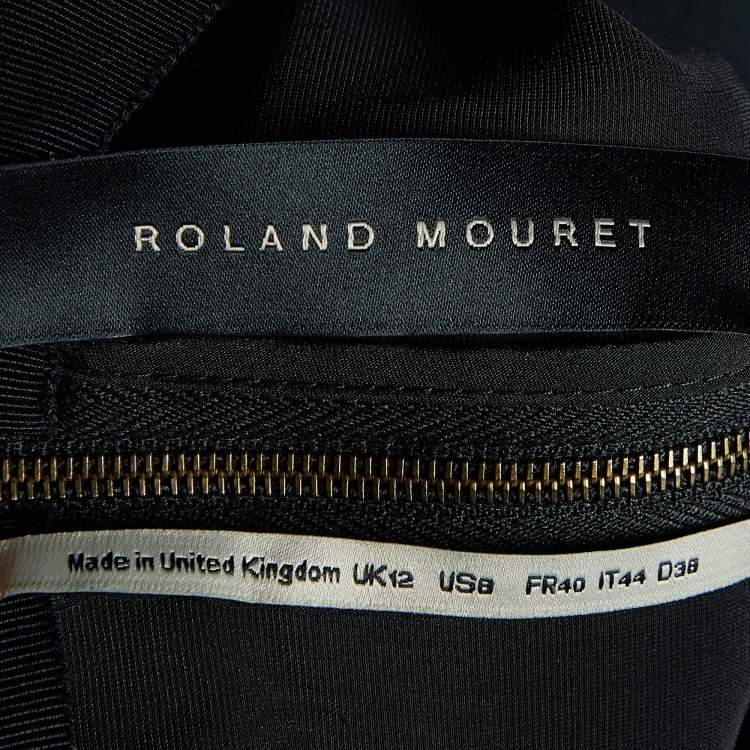 ROLAND MOURET
Made in United Kingdom UK12 US8 FR40 IT44 D38